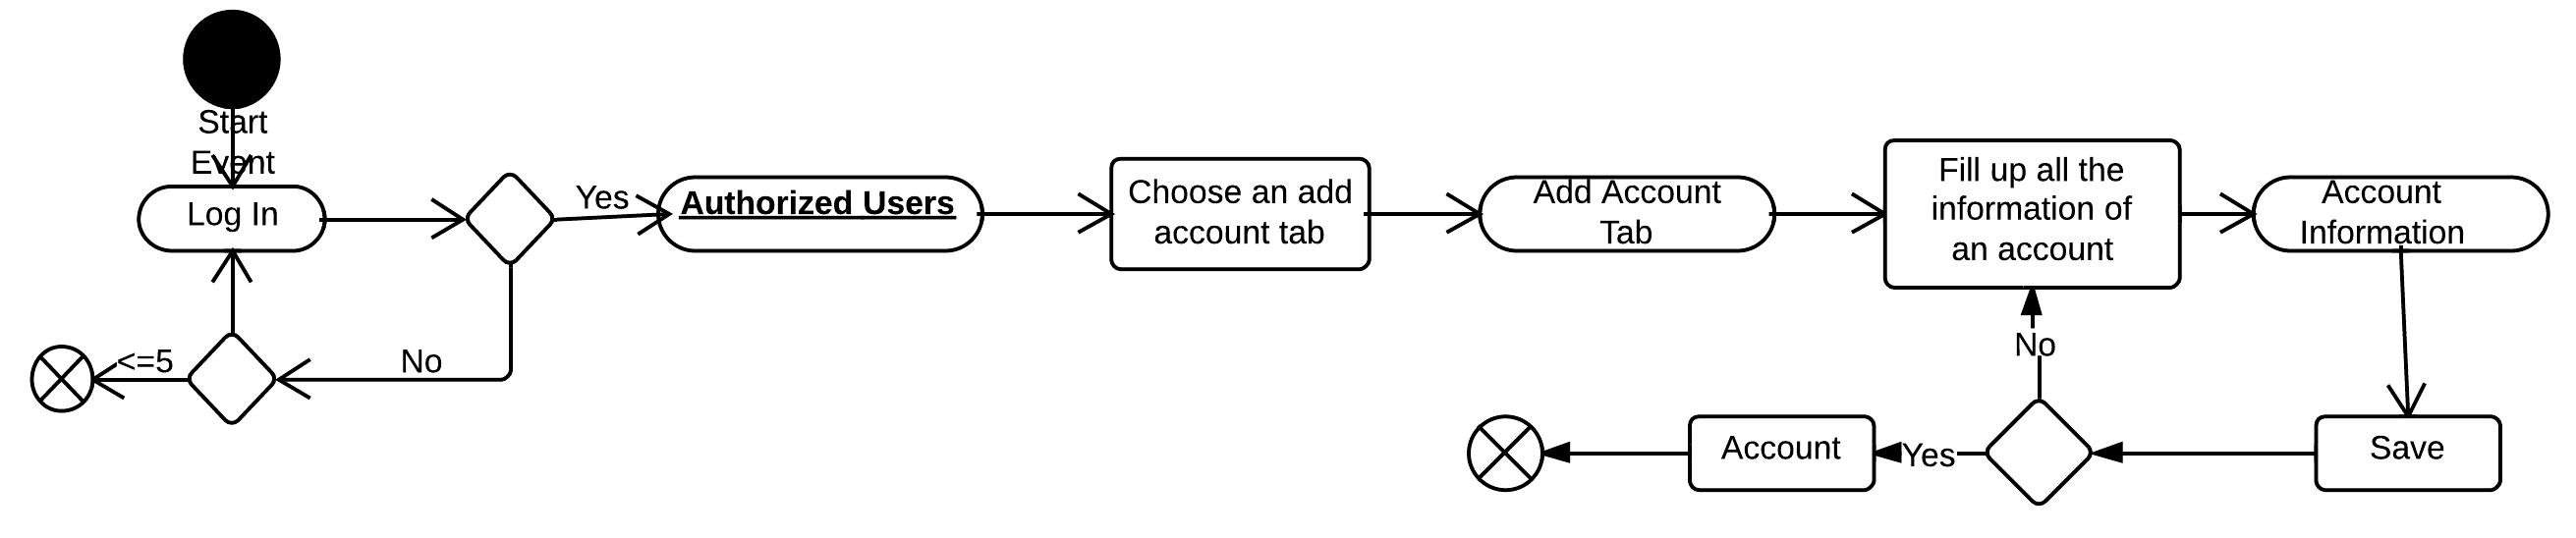 Start
Event
Log In
Yes
Authorized Users
Choose an add
account tab
Add Account
Tab
Fill up all the
information of
an account
Account
Information
<=5
No
No
Account
Yes
Save